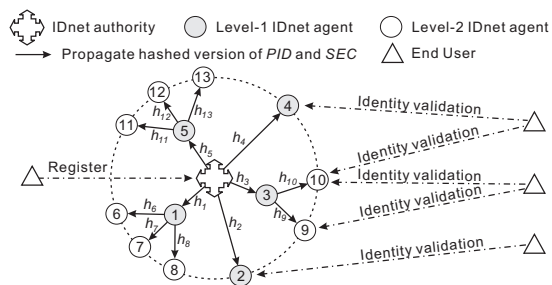 IDnet authority Level-1 IDnet agent Level-2 IDnet agent
Propagate hashed version of PID and SEC End User
13
12
h12 h13
4
Identity validation
11
h11
5
h4
Identity validation
h5
Register
h3
h10
10
Identity validation
3
h1
h9
6
h6
1
h2
Identity validation
h7
h8
9
7
8
2
Identity validation